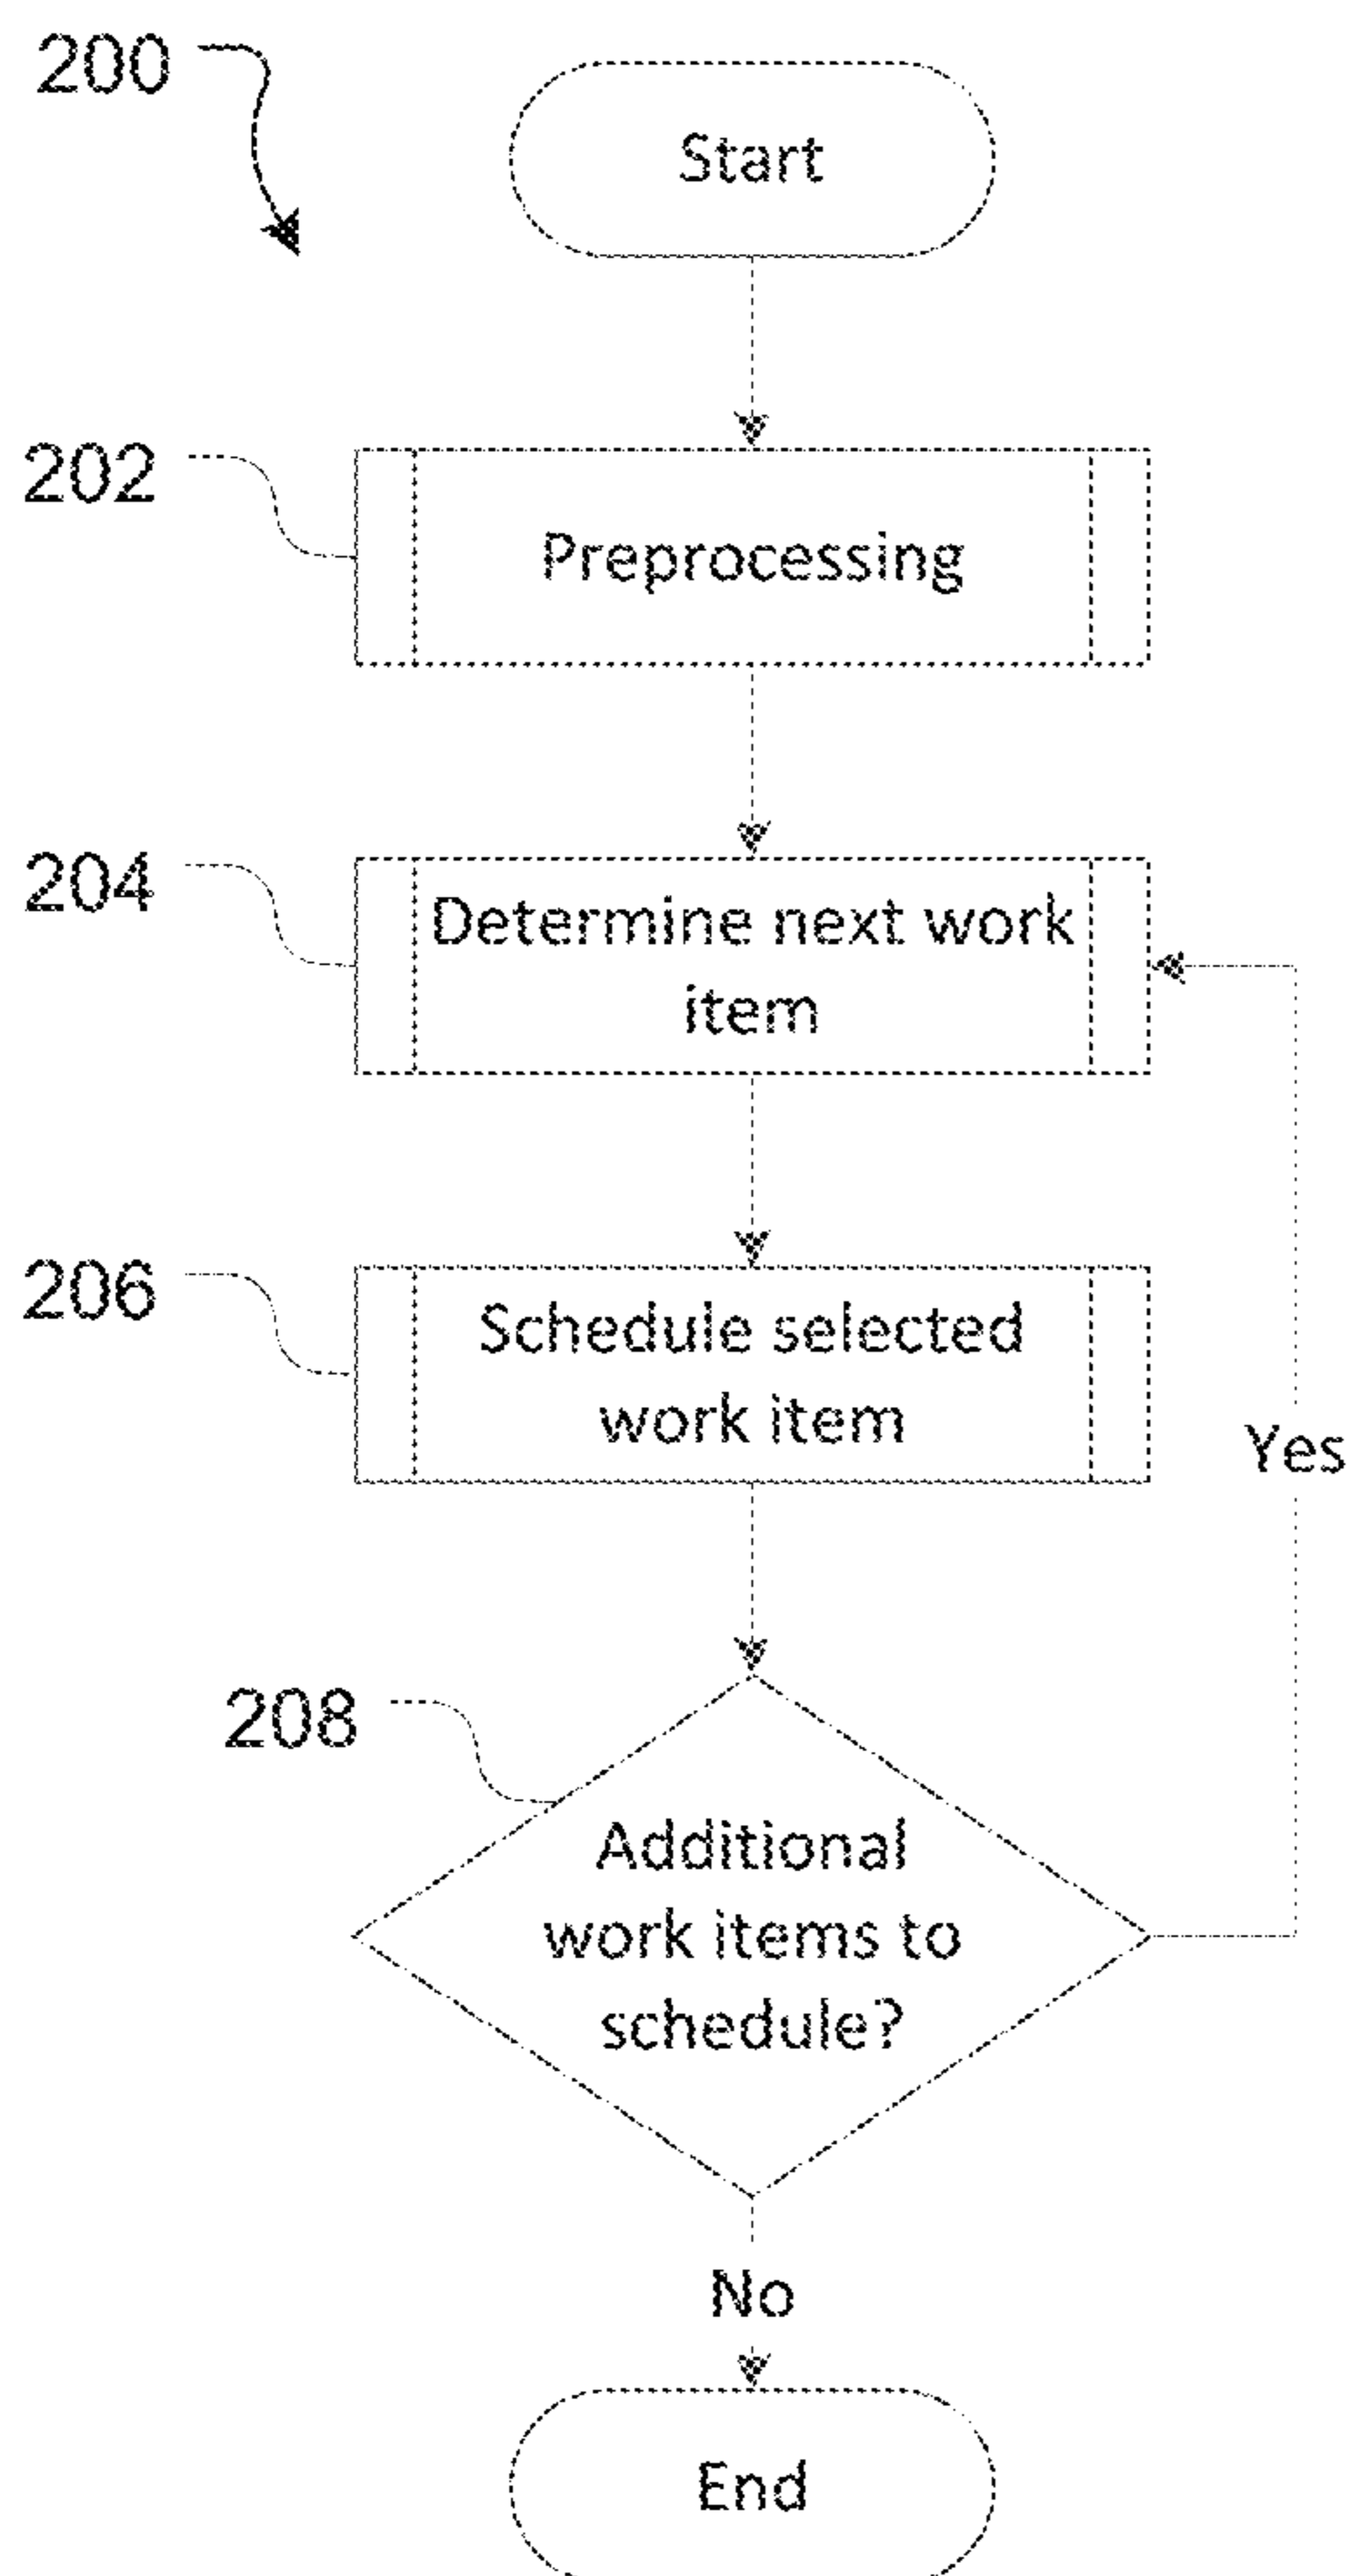 200
Start
202
Preprocessing
204
Determine next work
item
206
Schedule selected
work item
Yes
208
Additional
work items to
schedule?
No
End